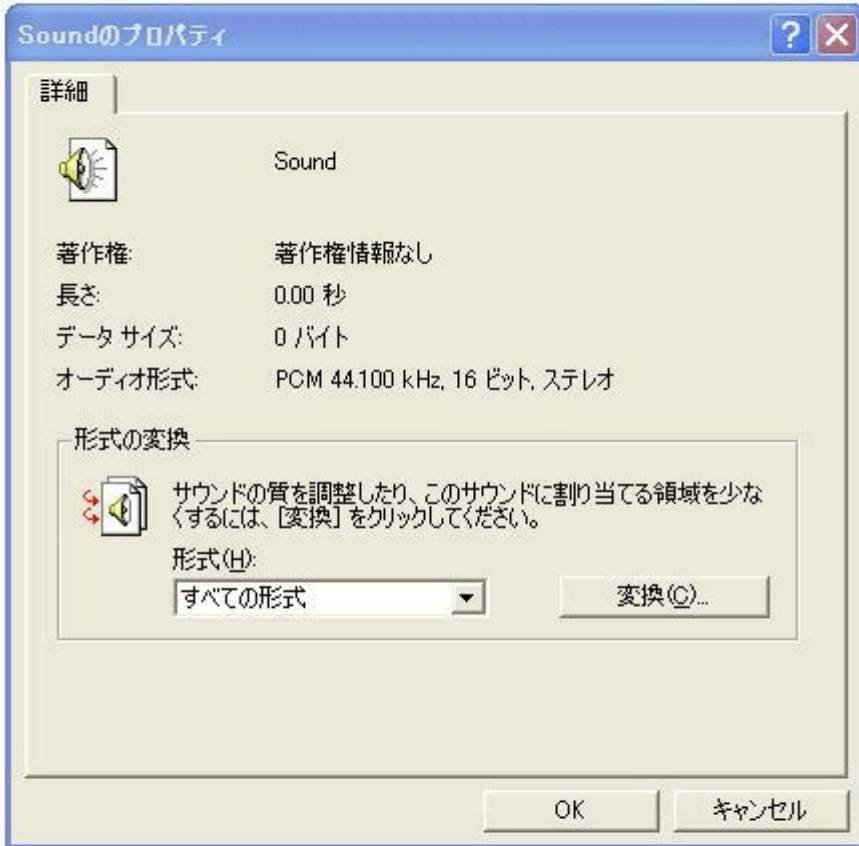 Soundのプロパティ
詳細
Sound
著作権: 著作権情報なし
長さ: 0.00 秒
データ サイズ: 0 バイト
オーディオ形式: PCM 44.100 kHz, 16 ビット, ステレオ
形式の変換
サウンドの質を調整したり、このサウンドに割り当てる領域を少な
くするには、[変換] をクリックしてください。
形式(H):
すべての形式
変換(C)...
OK
キャンセル